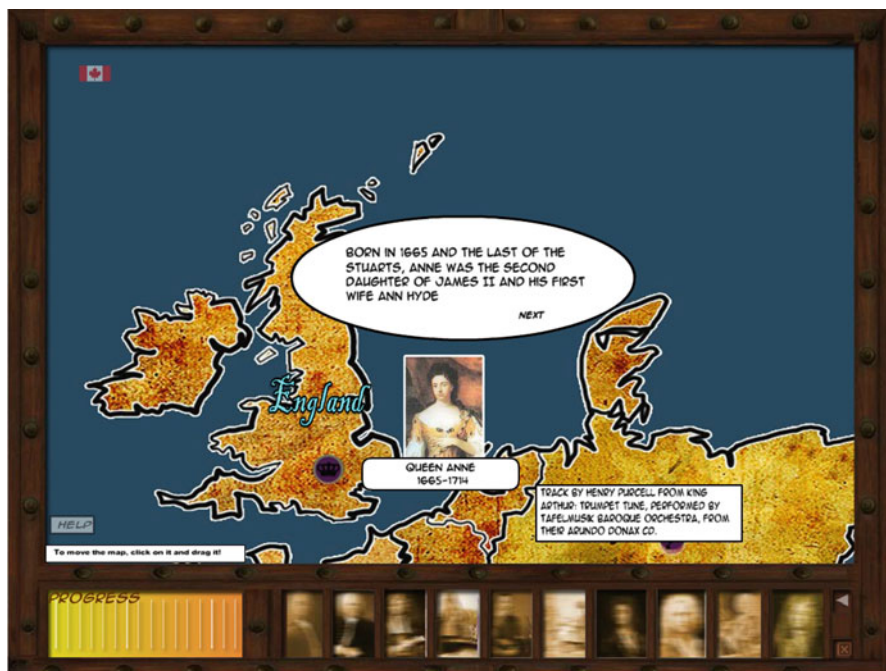 BORN IN 1665 AND THE LAST OF THE
STUARTS, ANNE WAS THE SECOND
DAUGHTER OF JAMES II AND HIS FIRST
WIFE ANN HYDE
NEXT
England
QUEEN ANNE
1665-1714
TRACK BY HENRY PURCELL FROM KING
ARTHUR: TRUMPET TUNE, PERFORMED BY
TAFELMUSIK BAROQUE ORCHESTRA, FROM
THEIR ARUNDO DONAX CD.
HELP
To move the map, click on it and drag it!
PROGRESS